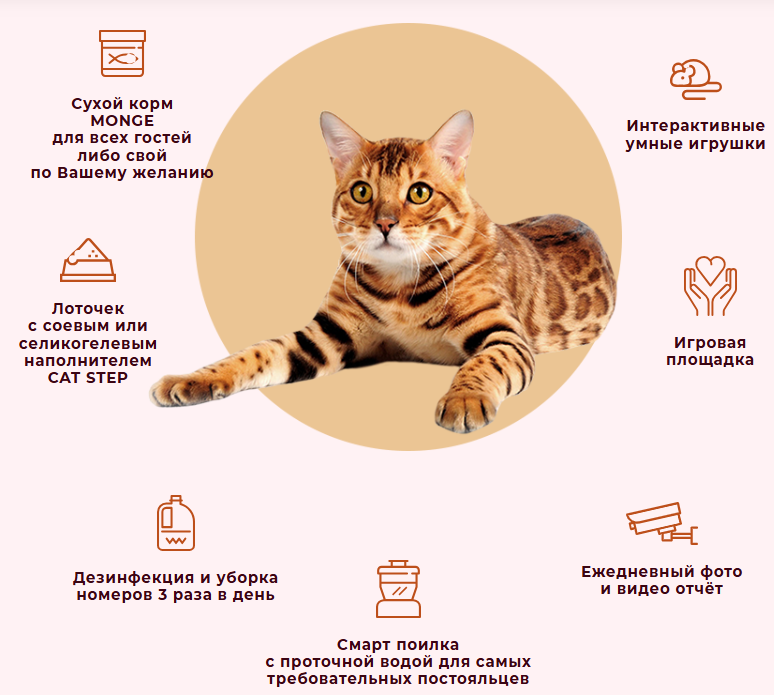 Сухой корм
MONGE
для всех гостей
либо свой
по Вашему желанию
Интерактивные
умные игрушки
Лоточек
с соевым или
селикогелевым
наполнителем
CAT STEP
Игровая
площадка
Дезинфекция и уборка
номеров 3 раза в день
Ежедневный фото
и видео отчёт
Смарт поилка
с проточной водой для самых
требовательных постояльцев